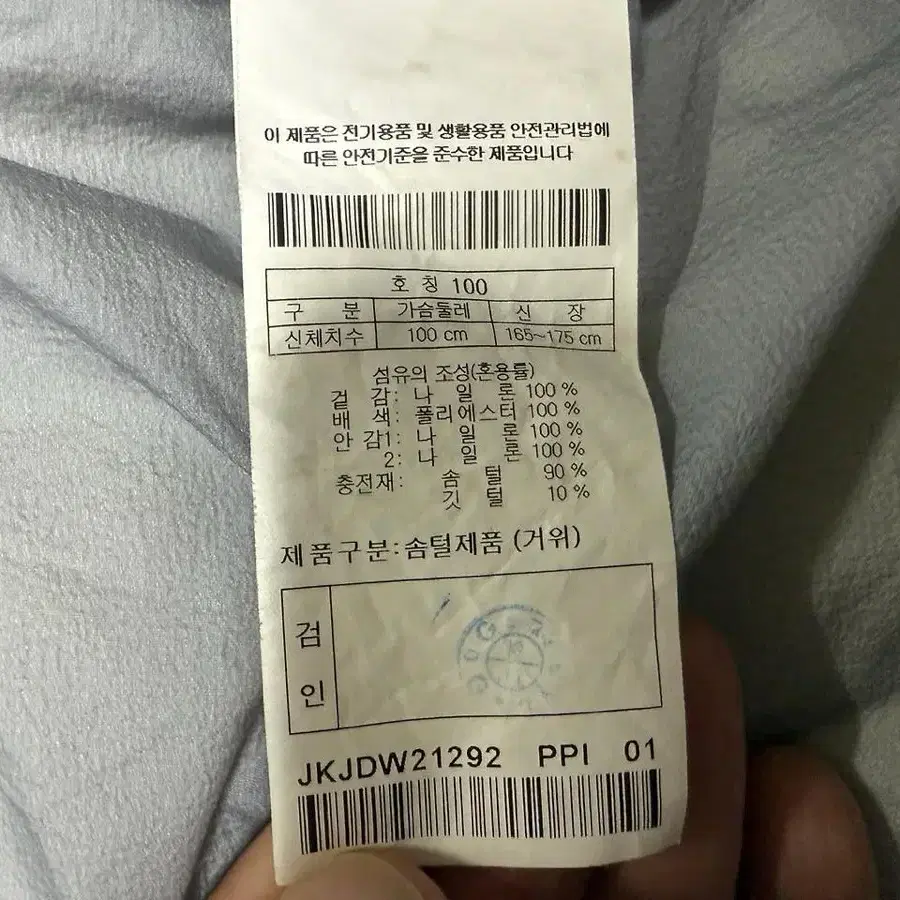 이 제품은 전기용품 및 생활용품 안전관리법에
따른 안전기준을 준수한 제품입니다
호 칭 100
구 분 가슴둘레 신 장
신체치수 100 cm 165~175 cm
섬유의 조성(혼용률)
겉 감: 나 일 론 100 %
배 색: 폴리에스터 100 %
안 감1: 나 일 론 100 %
2: 나 일 론 100 %
충전재: 솜 털 90 %
깃 털 10 %
제품구분:솜털제품 (거위)
검
인
JKJDW21292 PPI 01